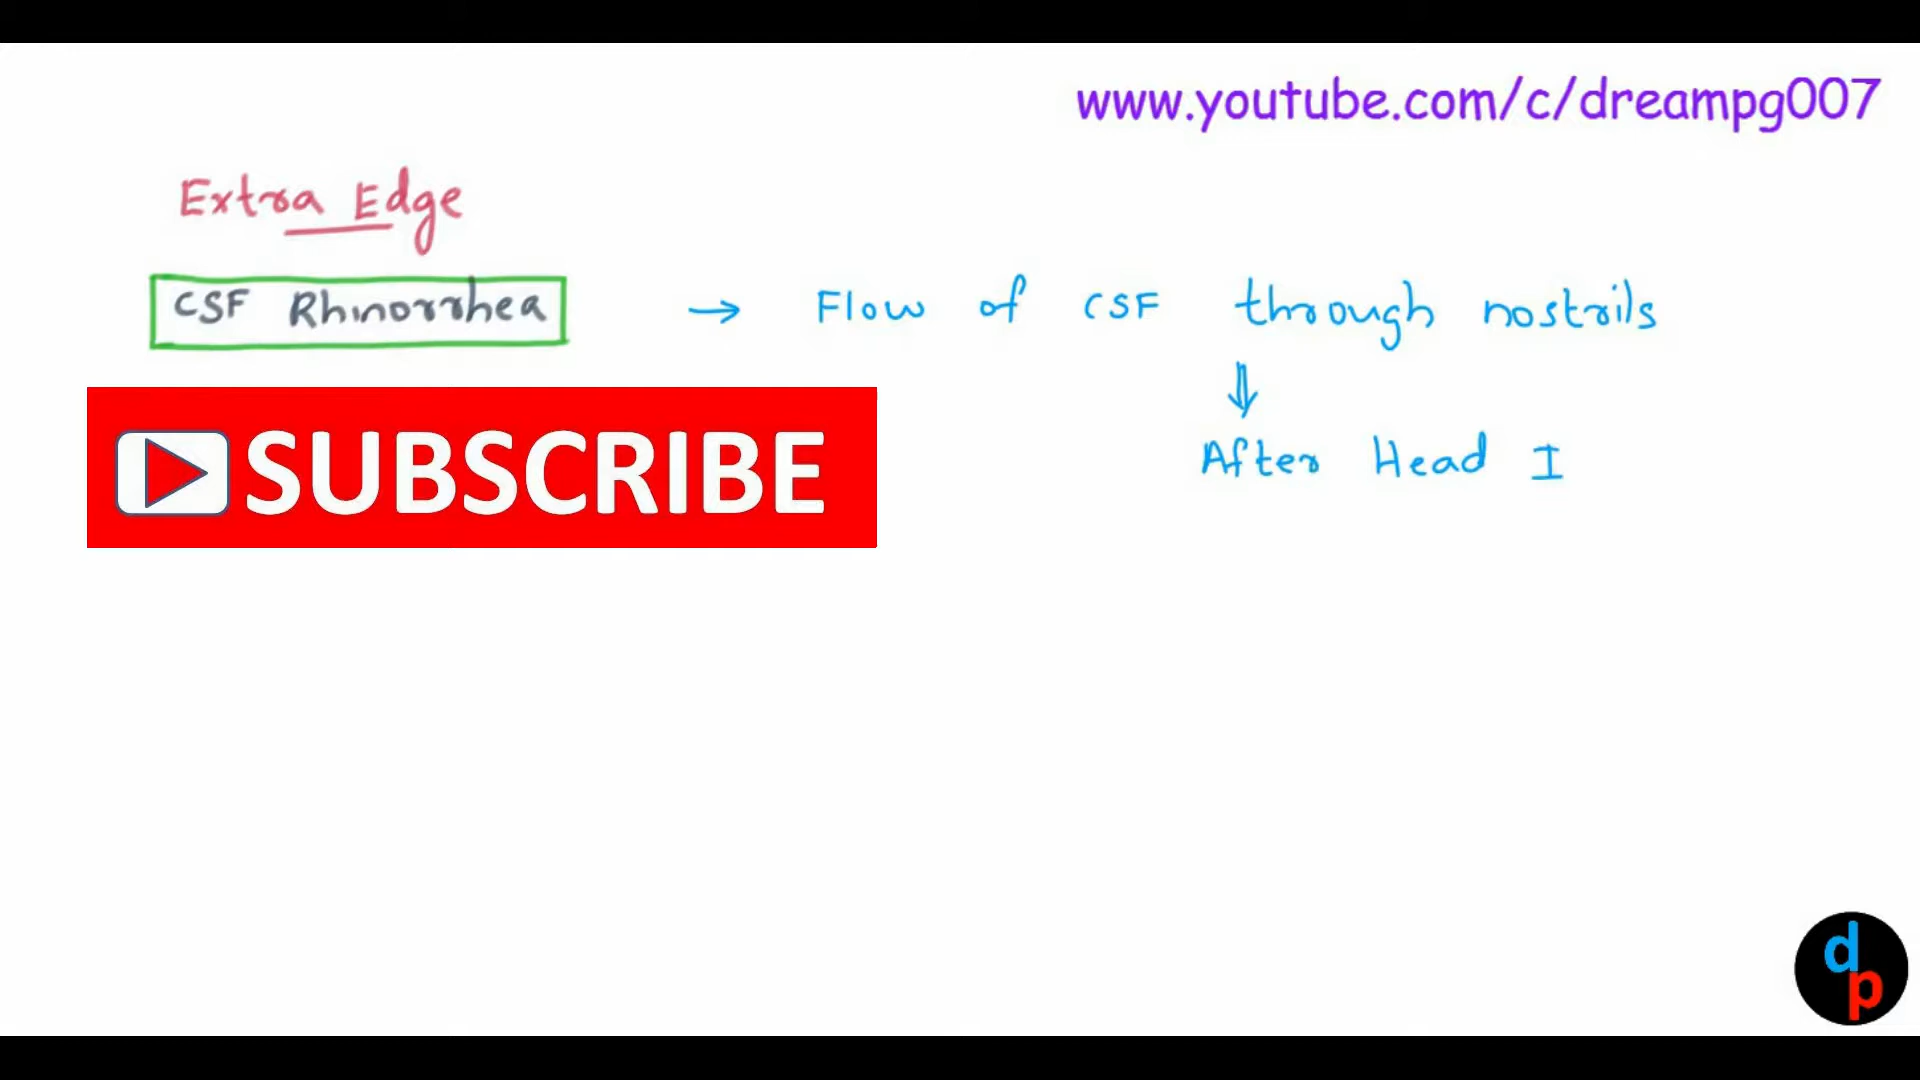 www.youtube.com/c/dreampg007
Extra Edge
CSF Rhinorrhea → Flow of CSF through nostrils
⇓
SUBSCRIBE
After Head I
dp